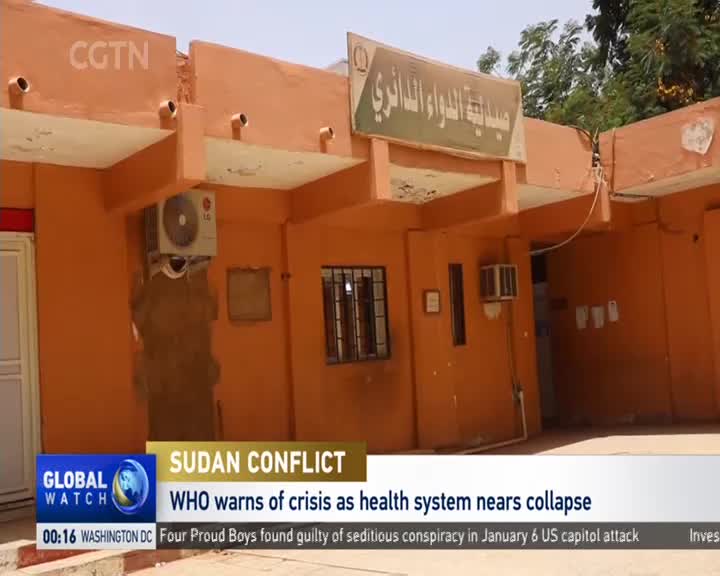 CGTN
صيدلية الدواء الدائري
LG
SUDAN CONFLICT
GLOBAL
WATCH
WHO warns of crisis as health system nears collapse
00:16 WASHINGTON DC
Four Proud Boys found guilty of seditious conspiracy in January 6 US capitol attack
Inves